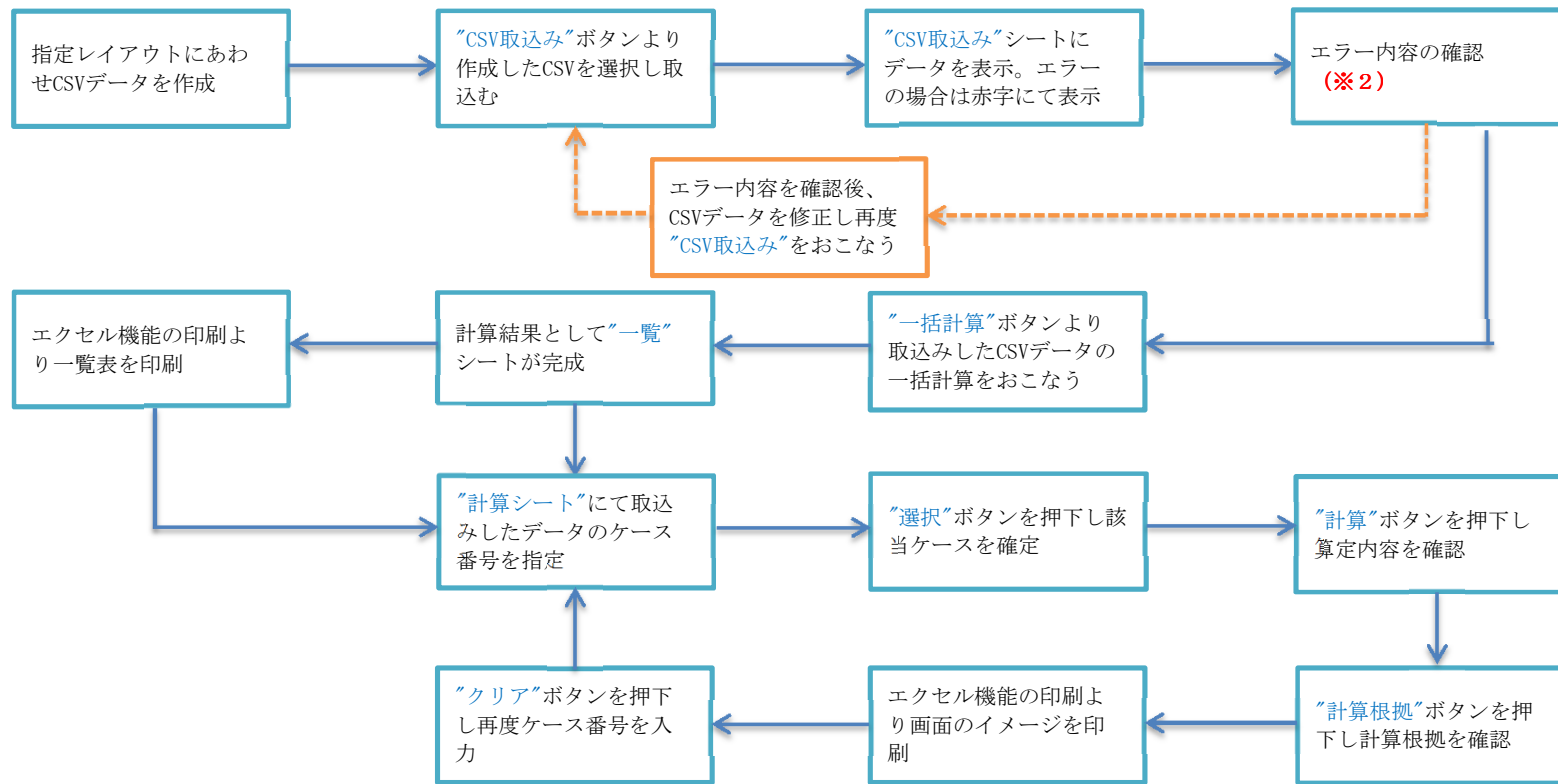 指定レイアウトにあわ
せCSVデータを作成
"CSV取込み"ボタンより
作成したCSVを選択し取
込む
"CSV取込み"シートに
データを表示。エラー
の場合は赤字にて表示
エラー内容の確認
(※2)
エラー内容を確認後、
CSVデータを修正し再度
"CSV取込み"をおこなう
エクセル機能の印刷よ
り一覧表を印刷
計算結果として"一覧"
シートが完成
"一括計算"ボタンより
取込みしたCSVデータの
一括計算をおこなう
"計算シート"にて取込
みしたデータのケース
番号を指定
"選択"ボタンを押下し該
当ケースを確定
"計算"ボタンを押下し
算定内容を確認
"クリア"ボタンを押下
し再度ケース番号を入
力
エクセル機能の印刷よ
り画面のイメージを印
刷
"計算根拠"ボタンを押
下し計算根拠を確認